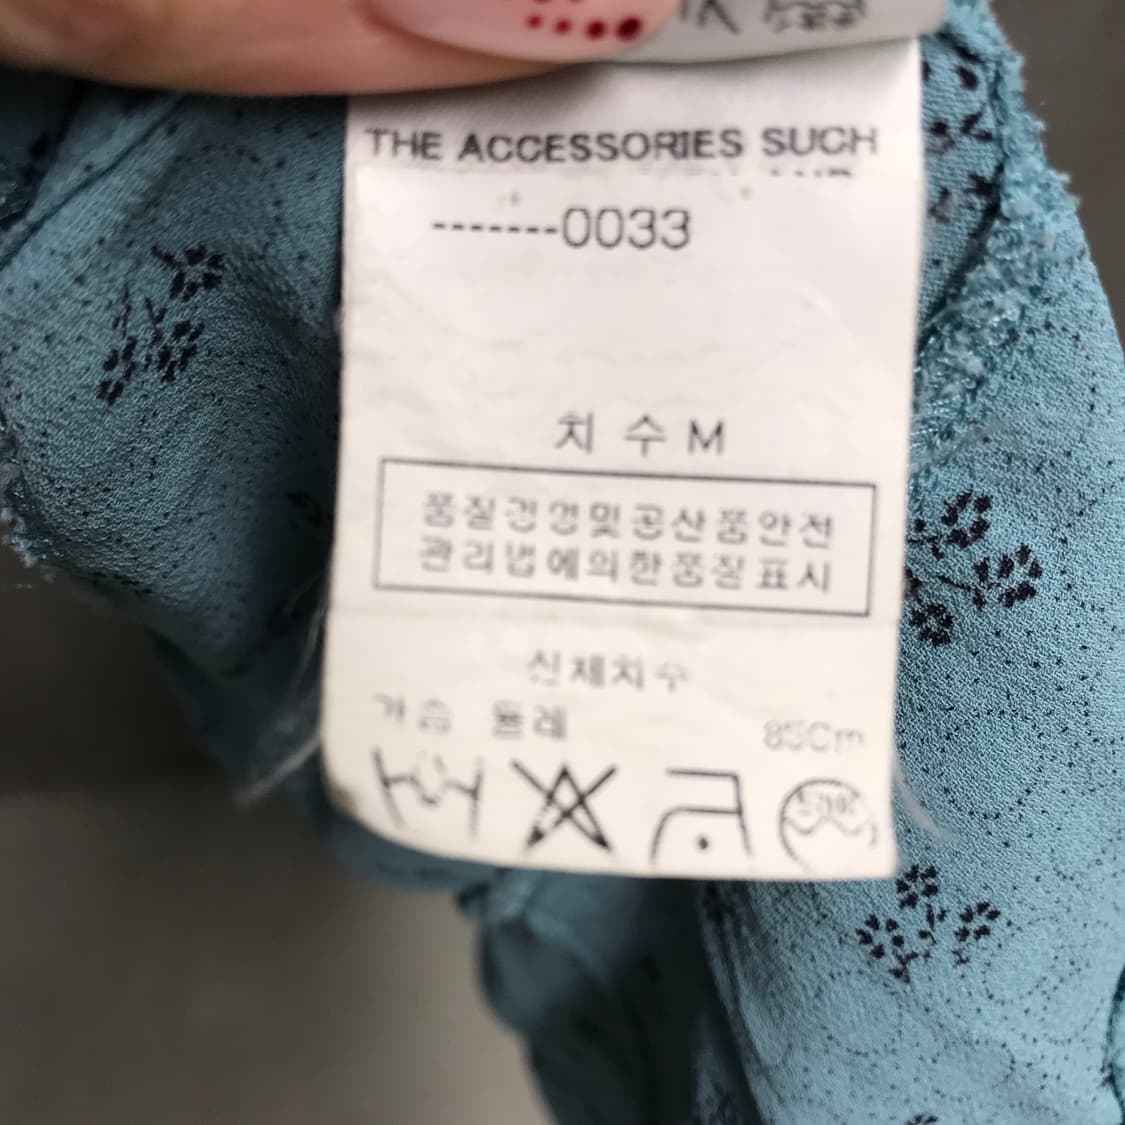 THE ACCESSORIES SUCH
-------0033
치 수 M
품질경영및공산품안전
관리법에의한품질표시
신체치수
가슴 둘레 85Cm